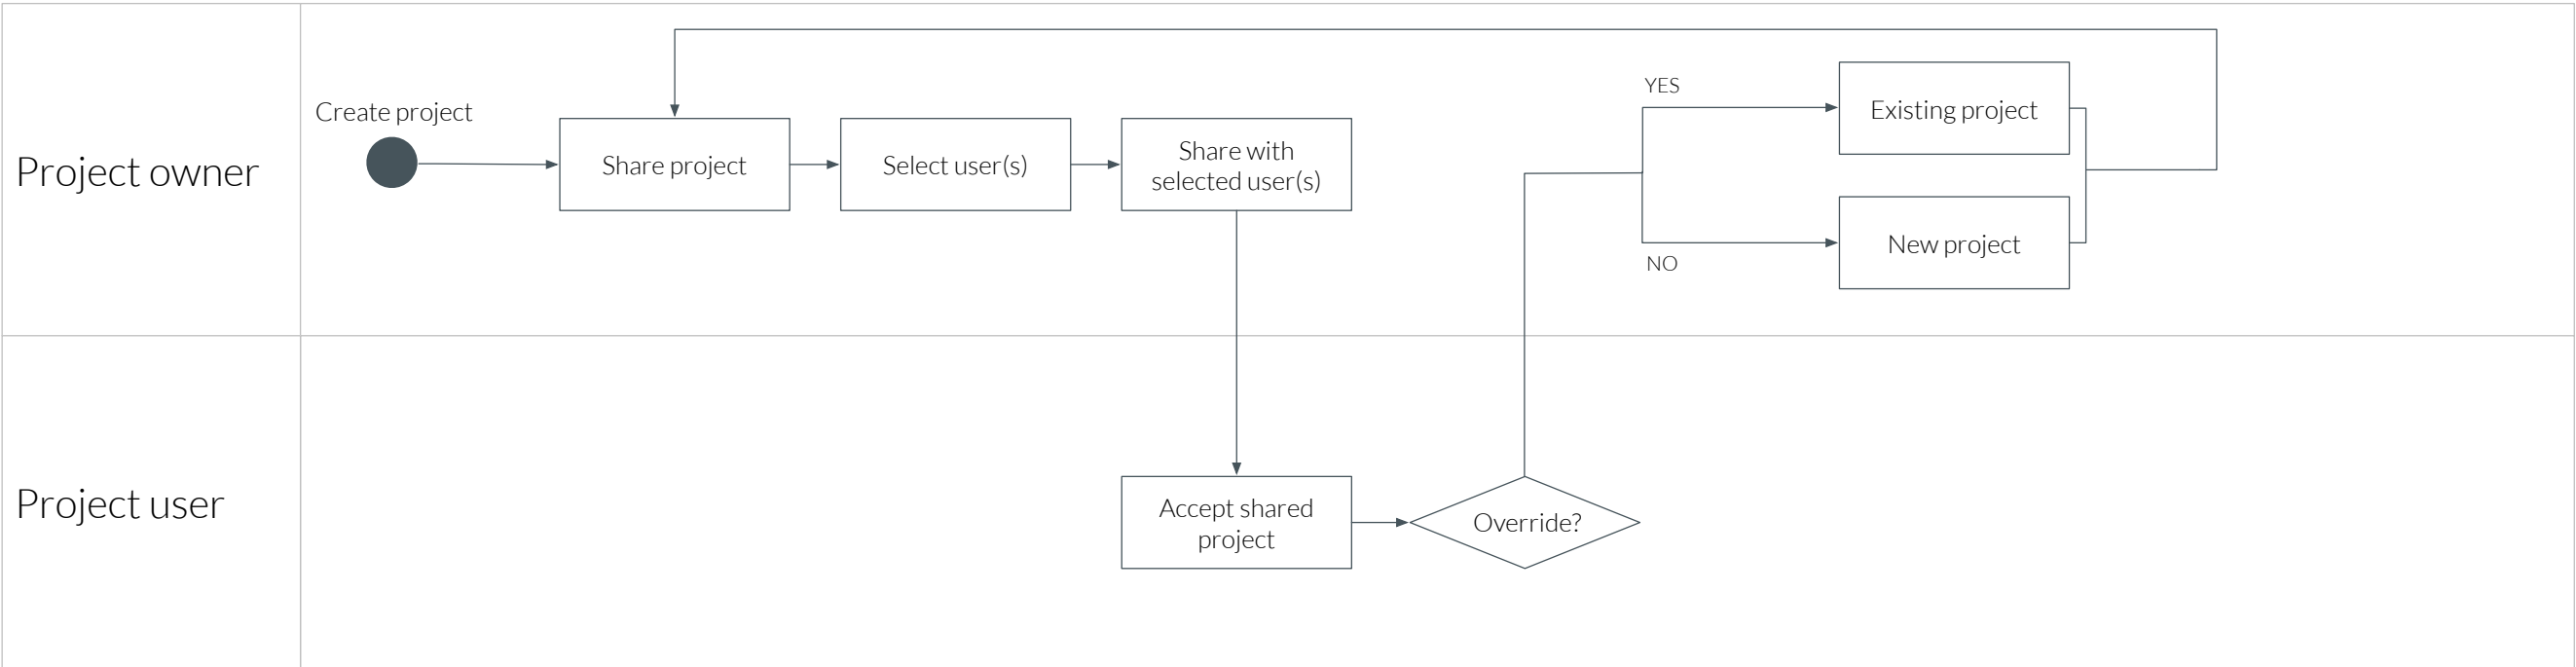 Project owner
Create project
Share project
Select user(s)
Share with
selected user(s)
YES
Existing project
NO
New project
Project user
Accept shared
project
Override?